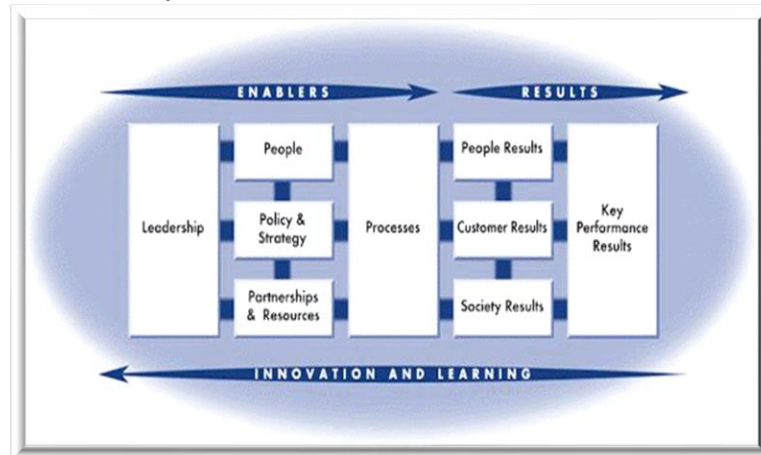 ENABLERS
RESULTS
Leadership
People
Policy &
Strategy
Partnerships
& Resources
Processes
People Results
Customer Results
Society Results
Key
Performance
Results
INNOVATION AND LEARNING